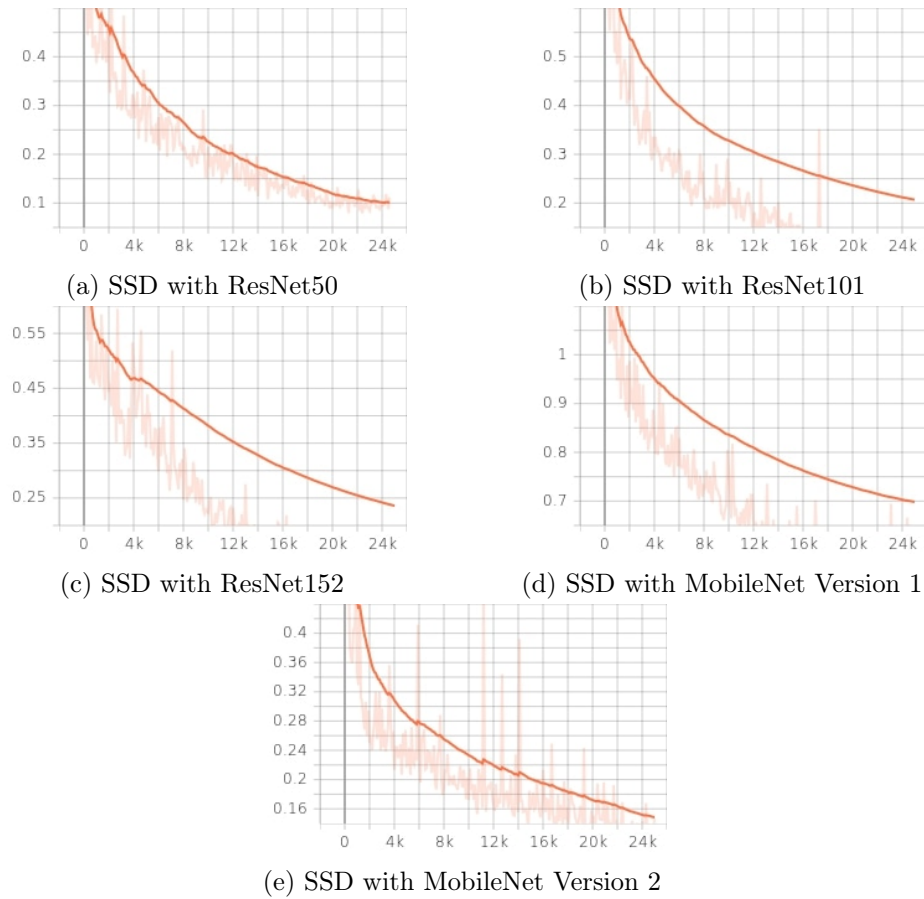 0.4
0.3
0.2
0.1
0 4k 8k 12k 16k 20k 24k
(a) SSD with ResNet50
0.5
0.4
0.3
0.2
0 4k 8k 12k 16k 20k 24k
(b) SSD with ResNet101
0.55
0.45
0.35
0.25
0 4k 8k 12k 16k 20k 24k
(c) SSD with ResNet152
1
0.9
0.8
0.7
0 4k 8k 12k 16k 20k 24k
(d) SSD with MobileNet Version 1
0.4
0.36
0.32
0.28
0.24
0.2
0.16
0 4k 8k 12k 16k 20k 24k
(e) SSD with MobileNet Version 2